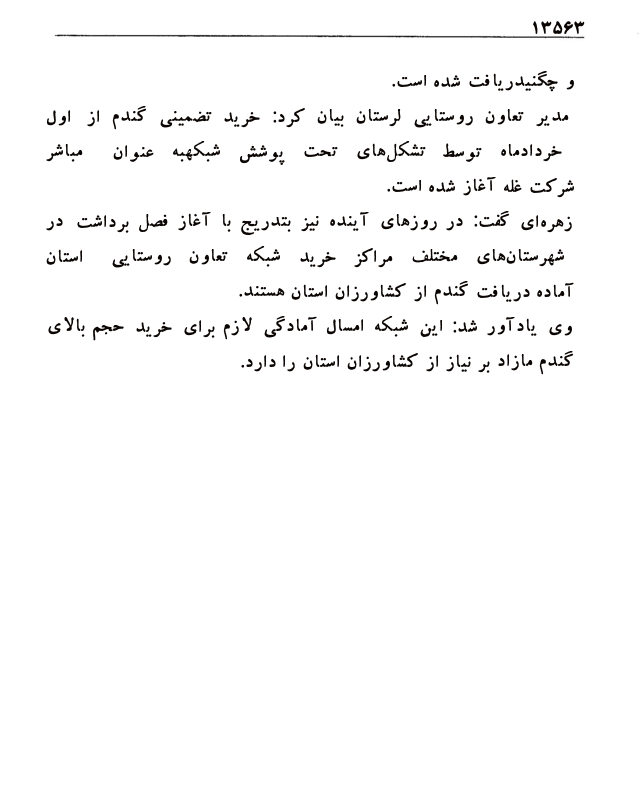 ۱۳۵۶۳
و چگنیدریافت شده است.
مدیر تعاون روستایی لرستان بیان کرد: خرید تضمینی گندم از اول
خردادماه توسط تشکل‌های تحت پوشش شبکهبه عنوان مباشر
شرکت غله آغاز شده است.
زهره‌ای گفت: در روزهای آینده نیز بتدریج با آغاز فصل برداشت در
شهرستان‌های مختلف مراکز خرید شبکه تعاون روستایی استان
آماده دریافت گندم از کشاورزان استان هستند.
وی یادآور شد: این شبکه امسال آمادگی لازم برای خرید حجم بالای
گندم مازاد بر نیاز از کشاورزان استان را دارد.